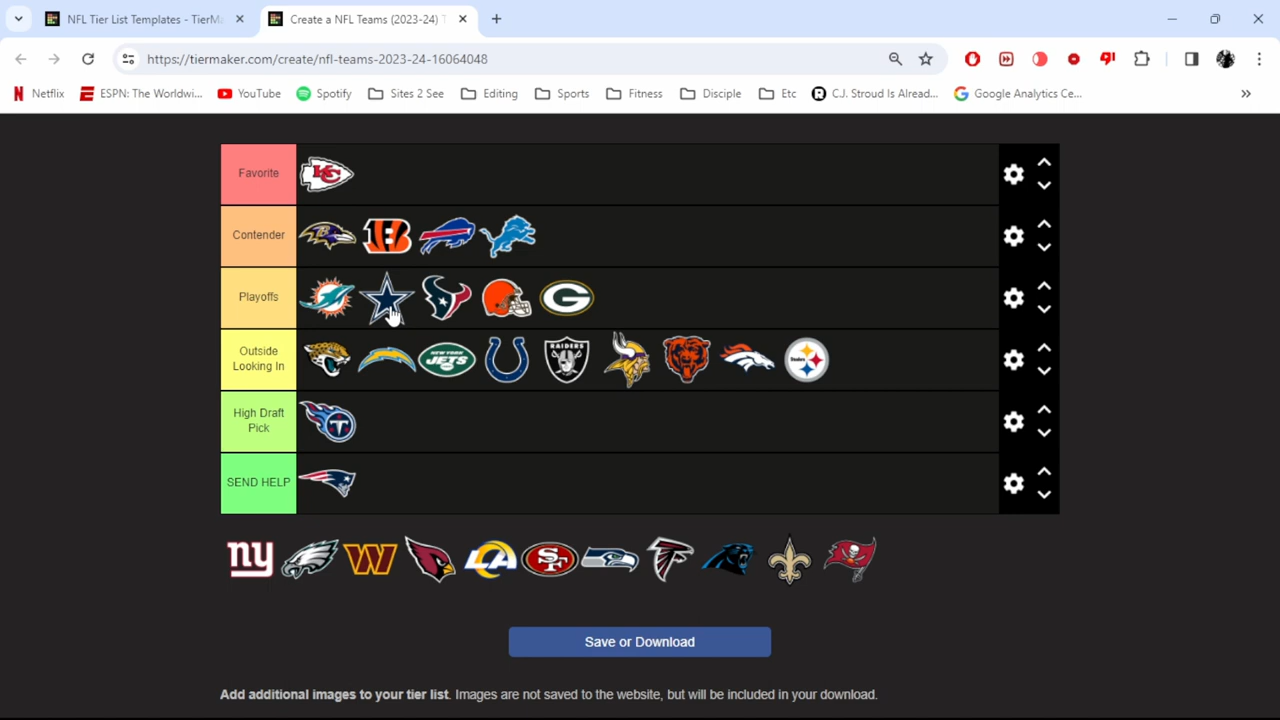 NFL Tier List Templates - TierMa
Create a NFL Teams (2023-24) T
https://tiermaker.com/create/nfl-teams-2023-24-16064048
Netflix
ESPN: The Worldwi...
YouTube
Spotify
Sites 2 See
Editing
Sports
Fitness
Disciple
Etc
C.J. Stroud Is Alread...
Google Analytics Ce...
Favorite
KC
Contender
B
Playoffs
G
Outside
Looking In
NEW YORK
JETS
RAIDERS
Steelers
High Draft
Pick
T
SEND HELP
ny
W
LA
SF
Save or Download
Add additional images to your tier list. Images are not saved to the website, but will be included in your download.